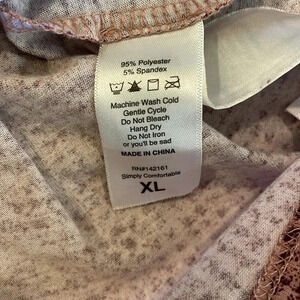 95% Polyester
5% Spandex
Machine Wash Cold
Gentle Cycle
Do Not Bleach
Hang Dry
Do Not Iron
or you'll be sad
MADE IN CHINA
RN#142161
Simply Comfortable
XL